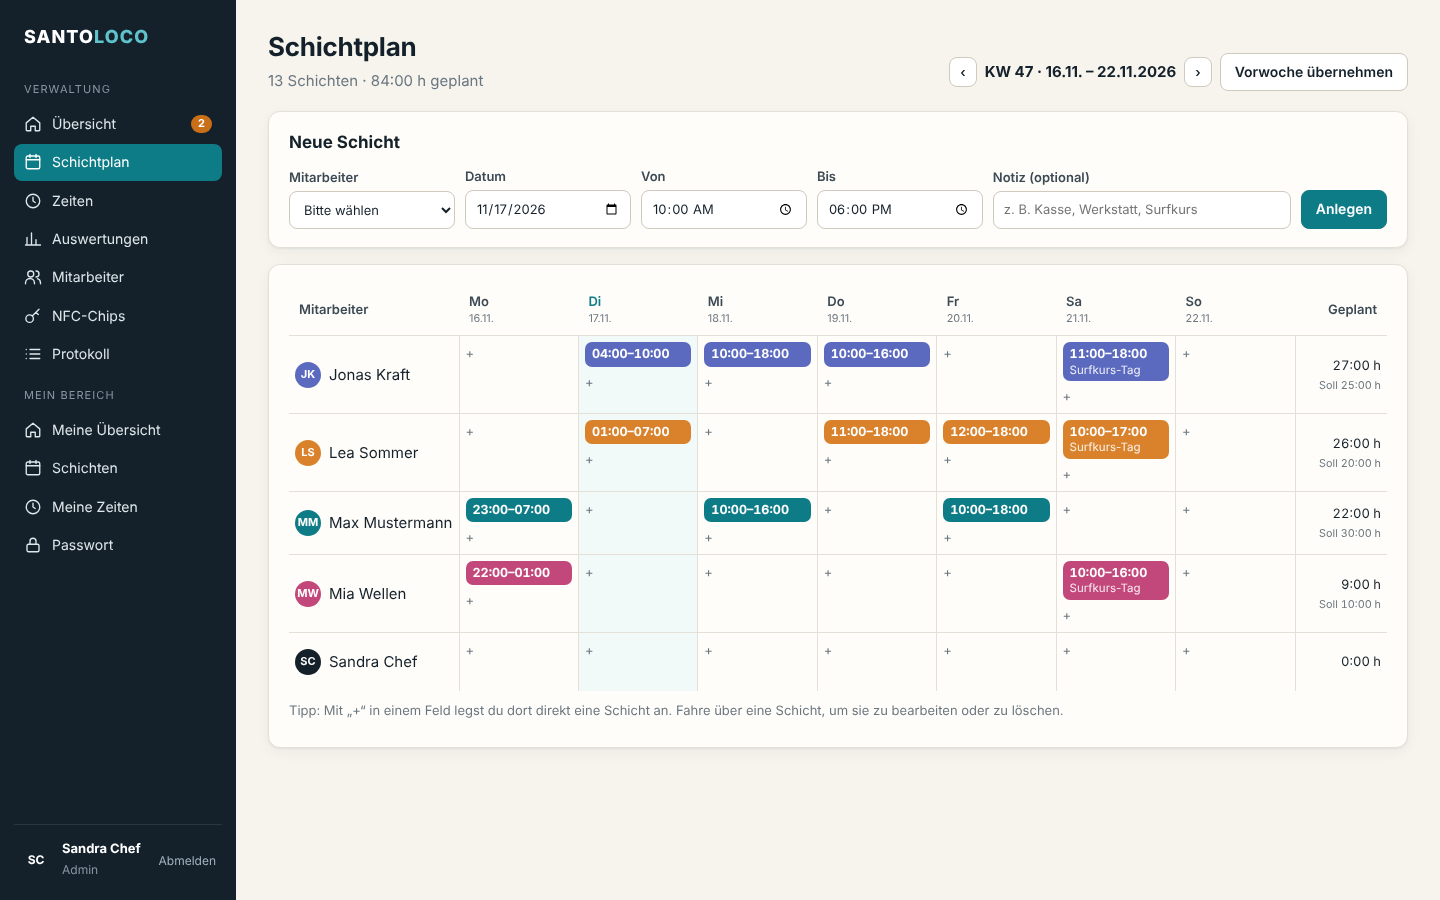 SANTOLOCO
VERWALTUNG
Übersicht 2
Schichtplan
Zeiten
Auswertungen
Mitarbeiter
NFC-Chips
Protokoll
MEIN BEREICH
Meine Übersicht
Schichten
Meine Zeiten
Passwort
SC Sandra Chef
Admin
Abmelden
Schichtplan
13 Schichten · 84:00 h geplant
‹ KW 47 · 16.11. – 22.11.2026 › Vorwoche übernehmen
Neue Schicht
Mitarbeiter Datum Von Bis Notiz (optional)
Bitte wählen 11/17/2026 10:00 AM 06:00 PM z. B. Kasse, Werkstatt, Surfkurs Anlegen
Mitarbeiter Mo Di Mi Do Fr Sa So Geplant
16.11. 17.11. 18.11. 19.11. 20.11. 21.11. 22.11.
JK Jonas Kraft + 04:00–10:00 10:00–18:00 10:00–16:00 + 11:00–18:00 + 27:00 h
Surfkurs-Tag Soll 25:00 h
+ + + +
LS Lea Sommer + 01:00–07:00 + 11:00–18:00 12:00–18:00 10:00–17:00 + 26:00 h
Surfkurs-Tag Soll 20:00 h
+ + + +
MM Max Mustermann 23:00–07:00 + 10:00–16:00 + 10:00–18:00 + + 22:00 h
+ + + Soll 30:00 h
MW Mia Wellen 22:00–01:00 + + + + 10:00–16:00 + 9:00 h
Surfkurs-Tag Soll 10:00 h
+ +
SC Sandra Chef + + + + + + + 0:00 h
Tipp: Mit „+“ in einem Feld legst du dort direkt eine Schicht an. Fahre über eine Schicht, um sie zu bearbeiten oder zu löschen.